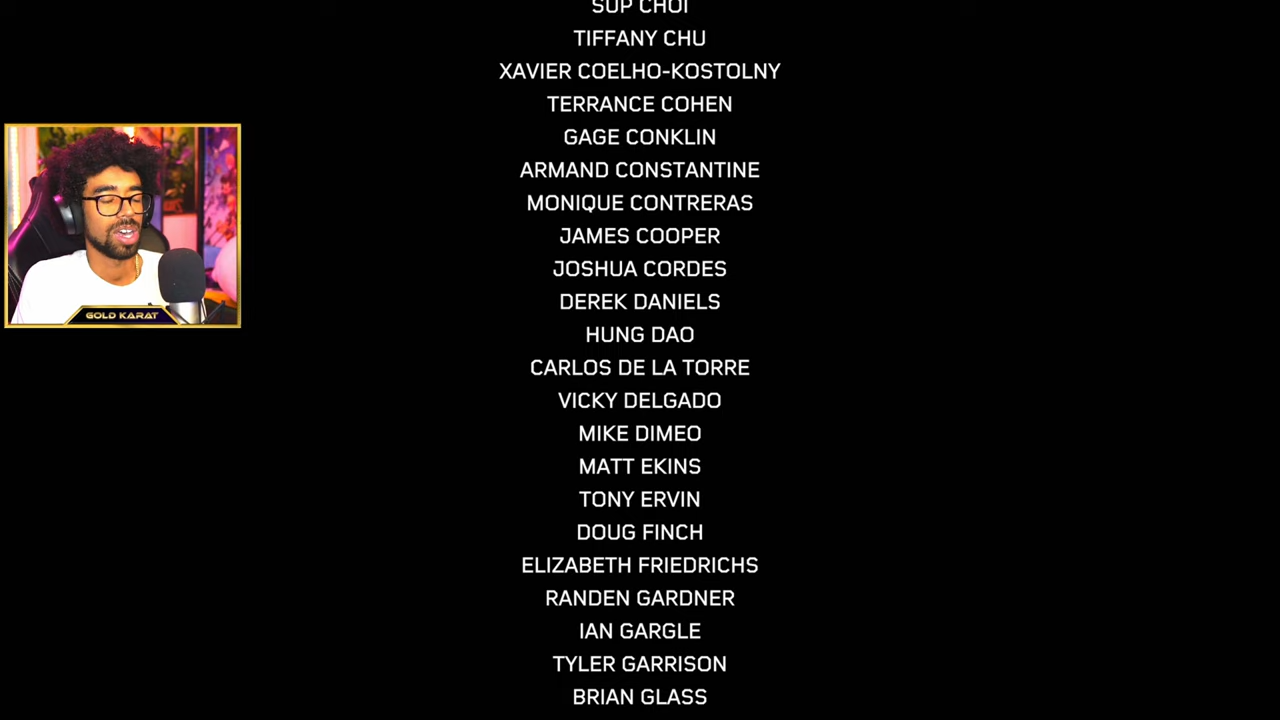 SUP CHOI
TIFFANY CHU
XAVIER COELHO-KOSTOLNY
TERRANCE COHEN
GAGE CONKLIN
ARMAND CONSTANTINE
MONIQUE CONTRERAS
JAMES COOPER
JOSHUA CORDES
DEREK DANIELS
HUNG DAO
CARLOS DE LA TORRE
VICKY DELGADO
MIKE DIMEO
MATT EKINS
TONY ERVIN
DOUG FINCH
ELIZABETH FRIEDRICHS
RANDEN GARDNER
IAN GARGLE
TYLER GARRISON
BRIAN GLASS
GOLD KARAT